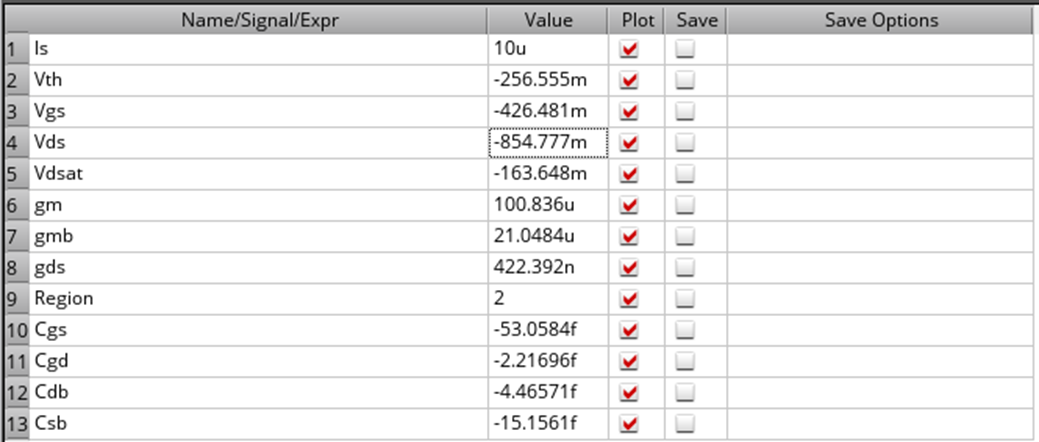 Name/Signal/Expr Value Plot Save Save Options
1 Is 10u
2 Vth -256.555m
3 Vgs -426.481m
4 Vds -854.777m
5 Vdsat -163.648m
6 gm 100.836u
7 gmb 21.0484u
8 gds 422.392n
9 Region 2
10 Cgs -53.0584f
11 Cgd -2.21696f
12 Cdb -4.46571f
13 Csb -15.1561f